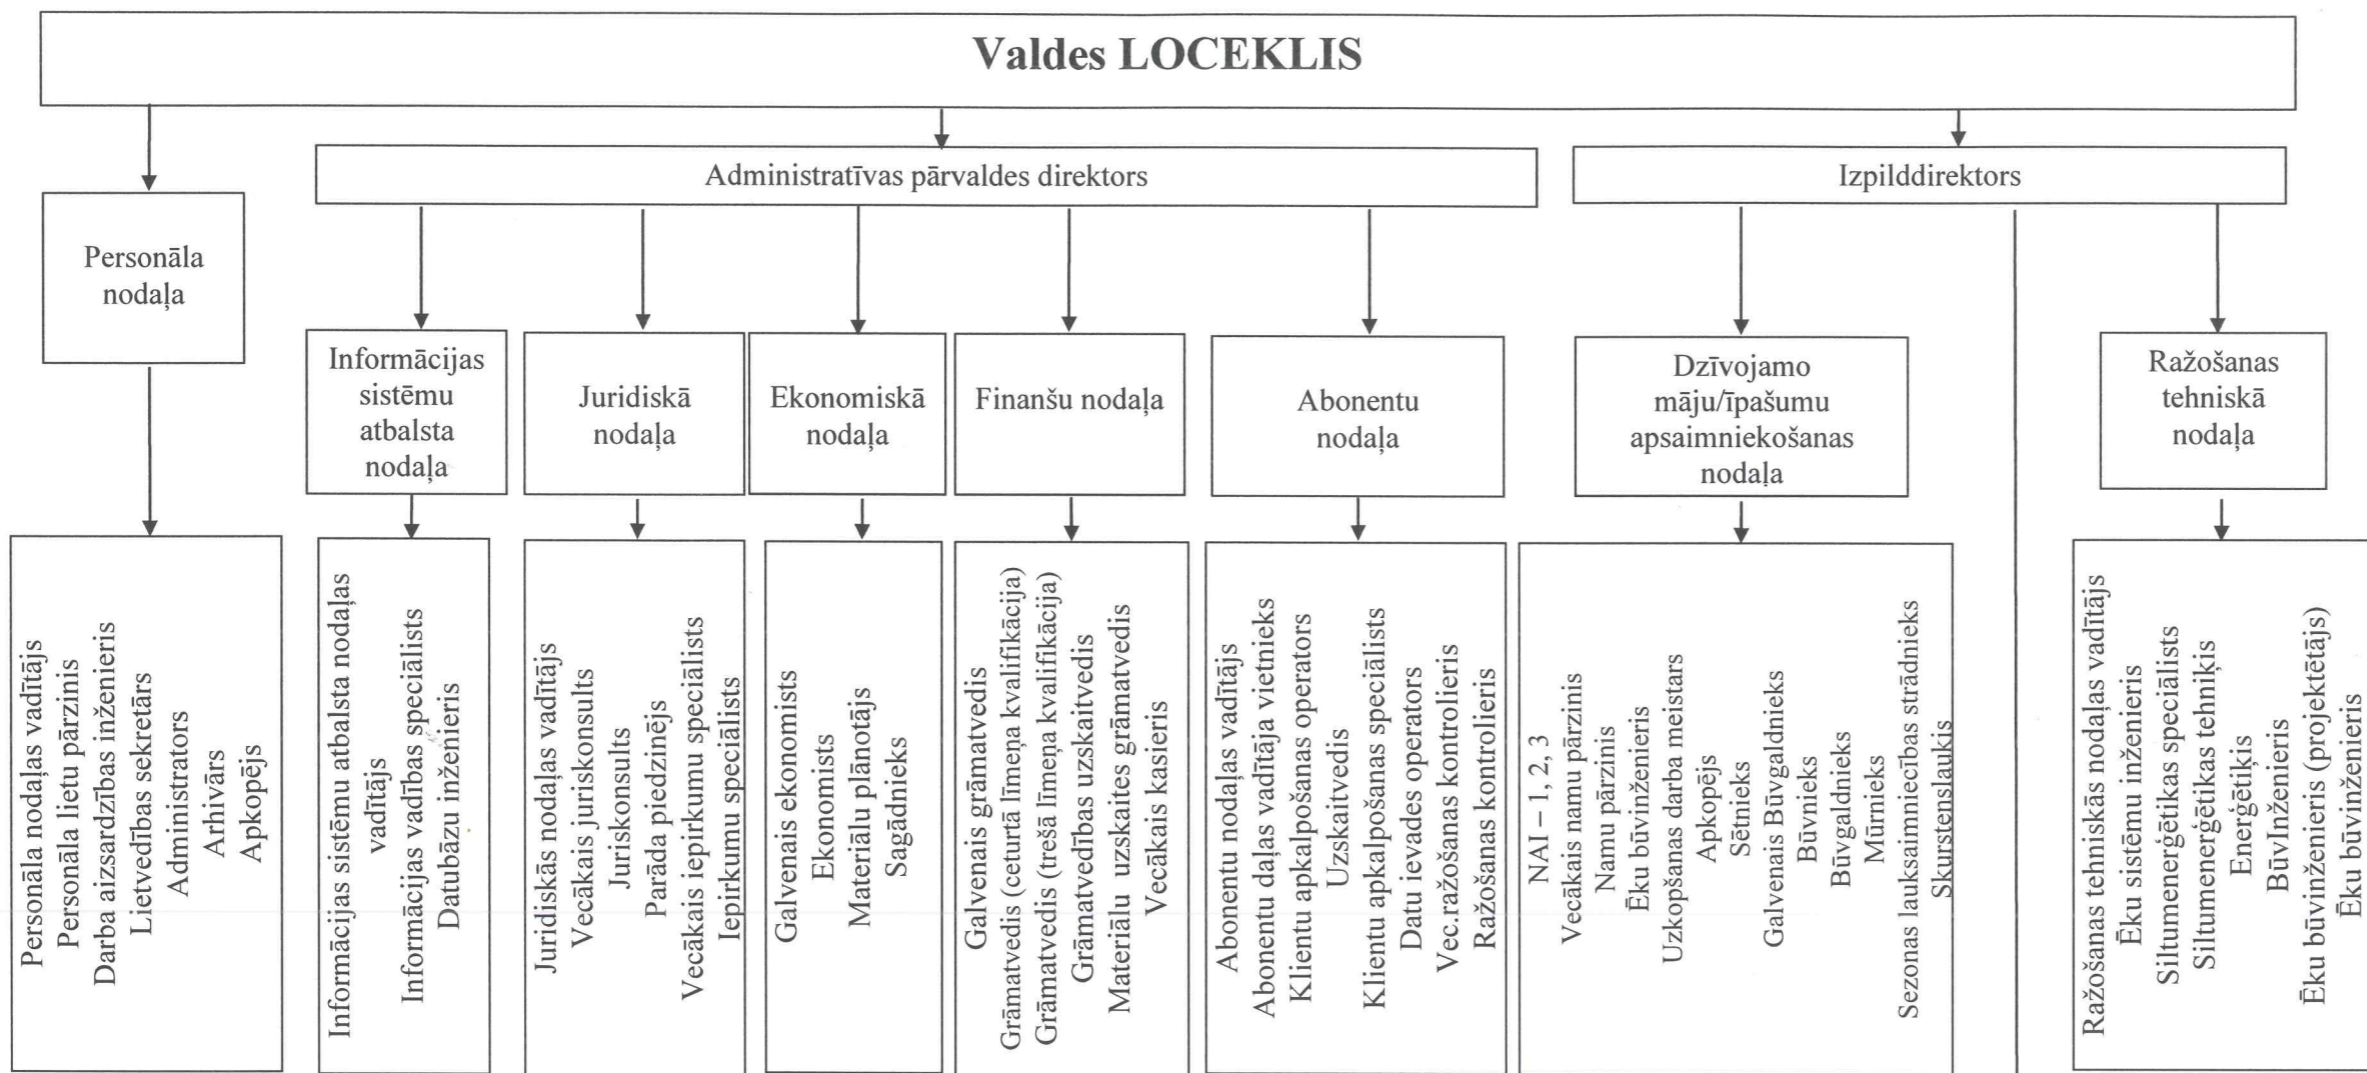 Valdes LOCEKLIS
Administratīvas pārvaldes direktors
Izpilddirektors
Personāla
nodaļa
Informācijas
sistēmu
atbalsta
nodaļa
Juridiskā
nodaļa
Ekonomiskā
nodaļa
Finanšu nodaļa
Abonentu
nodaļa
Dzīvojamo
māju/īpašumu
apsaimniekošanas
nodaļa
Ražošanas
tehniskā
nodaļa
Personāla nodaļas vadītājs
Personāla lietu pārzinis
Darba aizsardzības inženieris
Lietvedības sekretārs
Administrators
Arhivārs
Apkopējs
Informācijas sistēmu atbalsta nodaļas
vadītājs
Informācijas vadības speciālists
Datubāzu inženieris
Juridiskās nodaļas vadītājs
Vecākais juriskonsults
Juriskonsults
Parāda piedzinējs
Vecākais iepirkumu speciālists
Iepirkumu speciālists
Galvenais ekonomists
Ekonomists
Materiālu plānotājs
Sagādnieks
Galvenais grāmatvedis
Grāmatvedis (ceturtā līmeņa kvalifikācija)
Grāmatvedis (trešā līmeņa kvalifikācija)
Grāmatvedības uzskaitvedis
Materiālu uzskaites grāmatvedis
Vecākais kasieris
Abonentu nodaļas vadītājs
Abonentu daļas vadītāja vietnieks
Klientu apkalpošanas operators
Uzskaitvedis
Klientu apkalpošanas speciālists
Datu ievades operators
Vec.ražošanas kontrolieris
Ražošanas kontrolieris
NAI – 1, 2, 3
Vecākais namu pārzinis
Namu pārzinis
Ēku būvinženieris
Uzkopšanas darba meistars
Apkopējs
Sētnieks
Galvenais Būvgaldnieks
Būvnieks
Būvgaldnieks
Mūrnieks
Sezonas lauksaimniecības strādnieks
Skurstenslauķis
Ražošanas tehniskās nodaļas vadītājs
Ēku sistēmu inženieris
Siltumenerģētikas speciālists
Siltumenerģētikas tehniķis
Enerģētiķis
BūvInženieris
Ēku būvinženieris (projektētājs)
Ēku būvinženieris